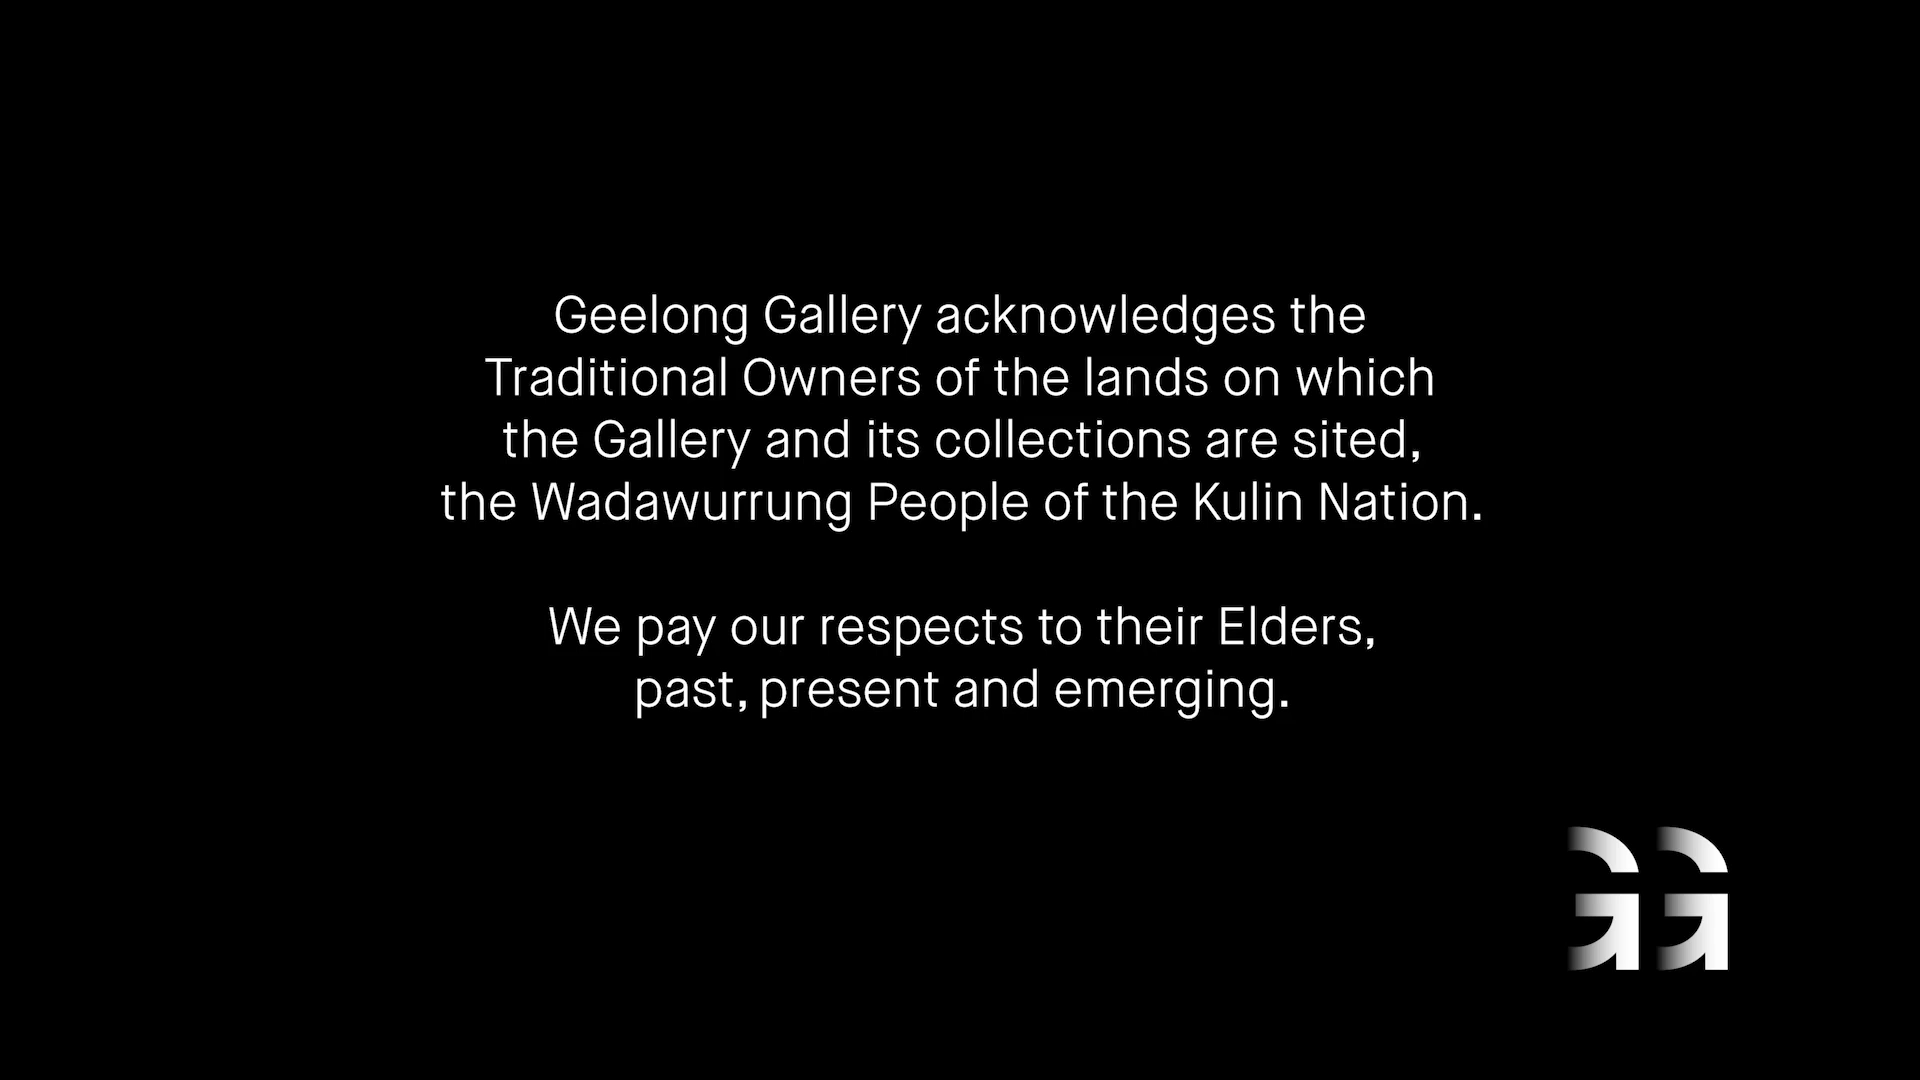 Geelong Gallery acknowledges the
Traditional Owners of the lands on which
the Gallery and its collections are sited,
the Wadawurrung People of the Kulin Nation.
We pay our respects to their Elders,
past, present and emerging.
GG